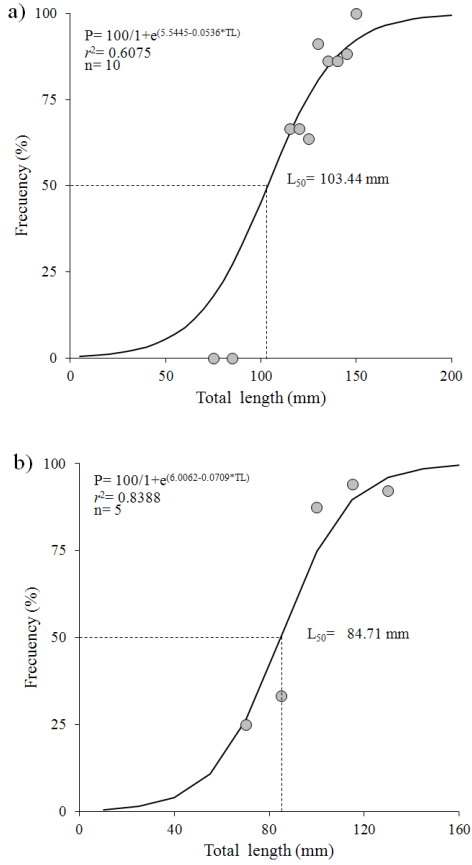 a)
100
P= 100/1+e(5.5445-0.0536*TL)
r²= 0.6075
n= 10
75
Frecuency (%)
50
L50= 103.44 mm
25
0
0 50 100 150 200
Total length (mm)
b)
100
P= 100/1+e(6.0062-0.0709*TL)
r²= 0.8388
n= 5
75
Frecuency (%)
50
L50= 84.71 mm
25
0
0 40 80 120 160
Total length (mm)